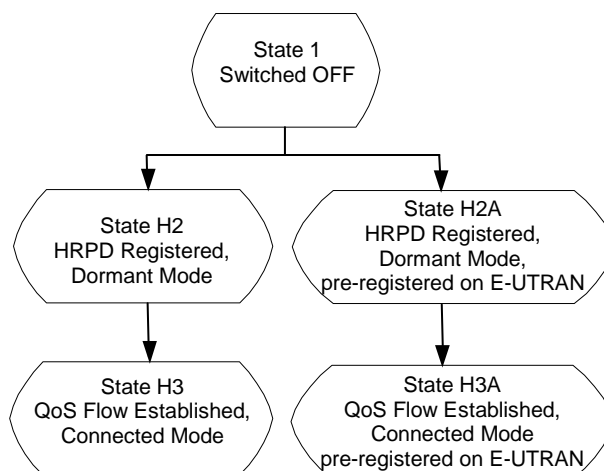 State 1
Switched OFF
State H2
HRPD Registered,
Dormant Mode
State H2A
HRPD Registered,
Dormant Mode,
pre-registered on E-UTRAN
State H3
QoS Flow Established,
Connected Mode
State H3A
QoS Flow Established,
Connected Mode
pre-registered on E-UTRAN